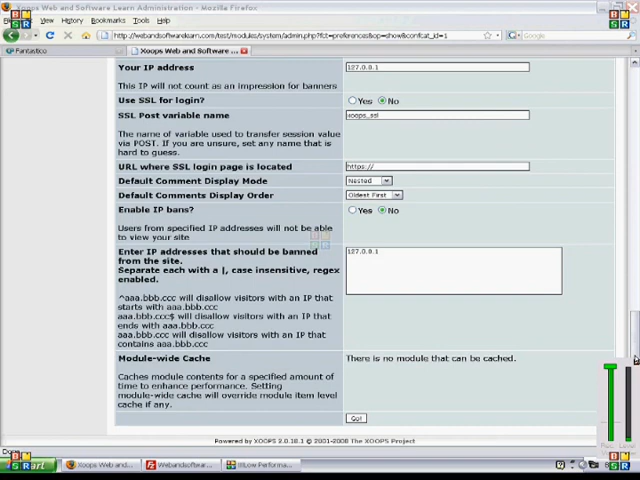 Xoops Web and Software Learn Administration - Mozilla Firefox
View History Bookmarks Tools Help
http://webandsoftwarelearn.com/test/modules/system/admin.php?fct=preferences&op=show&confcat_id=1
Google
Fantastico
Xoops Web and Software ...
Your IP address
127.0.0.1
This IP will not count as an impression for banners
Use SSL for login?
Yes No
SSL Post variable name
xoops_ssl
The name of variable used to transfer session value
via POST. If you are unsure, set any name that is
hard to guess.
URL where SSL login page is located
https://
Default Comment Display Mode
Nested
Default Comments Display Order
Oldest First
Enable IP bans?
Yes No
Users from specified IP addresses will not be able
to view your site
Enter IP addresses that should be banned
from the site.
Separate each with a |, case insensitive, regex
enabled.
127.0.0.1
^aaa.bbb.ccc will disallow visitors with an IP that
starts with aaa.bbb.ccc
aaa.bbb.ccc$ will disallow visitors with an IP that
ends with aaa.bbb.ccc
aaa.bbb.ccc will disallow visitors with an IP that
contains aaa.bbb.ccc
Module-wide Cache
There is no module that can be cached.
Caches module contents for a specified amount of
time to enhance performance. Setting
module-wide cache will override module item level
cache if any.
Go!
Powered by XOOPS 2.0.18.1 © 2001-2008 The XOOPS Project
Rec Level
Xoops Web and...
Webandsoftwar...